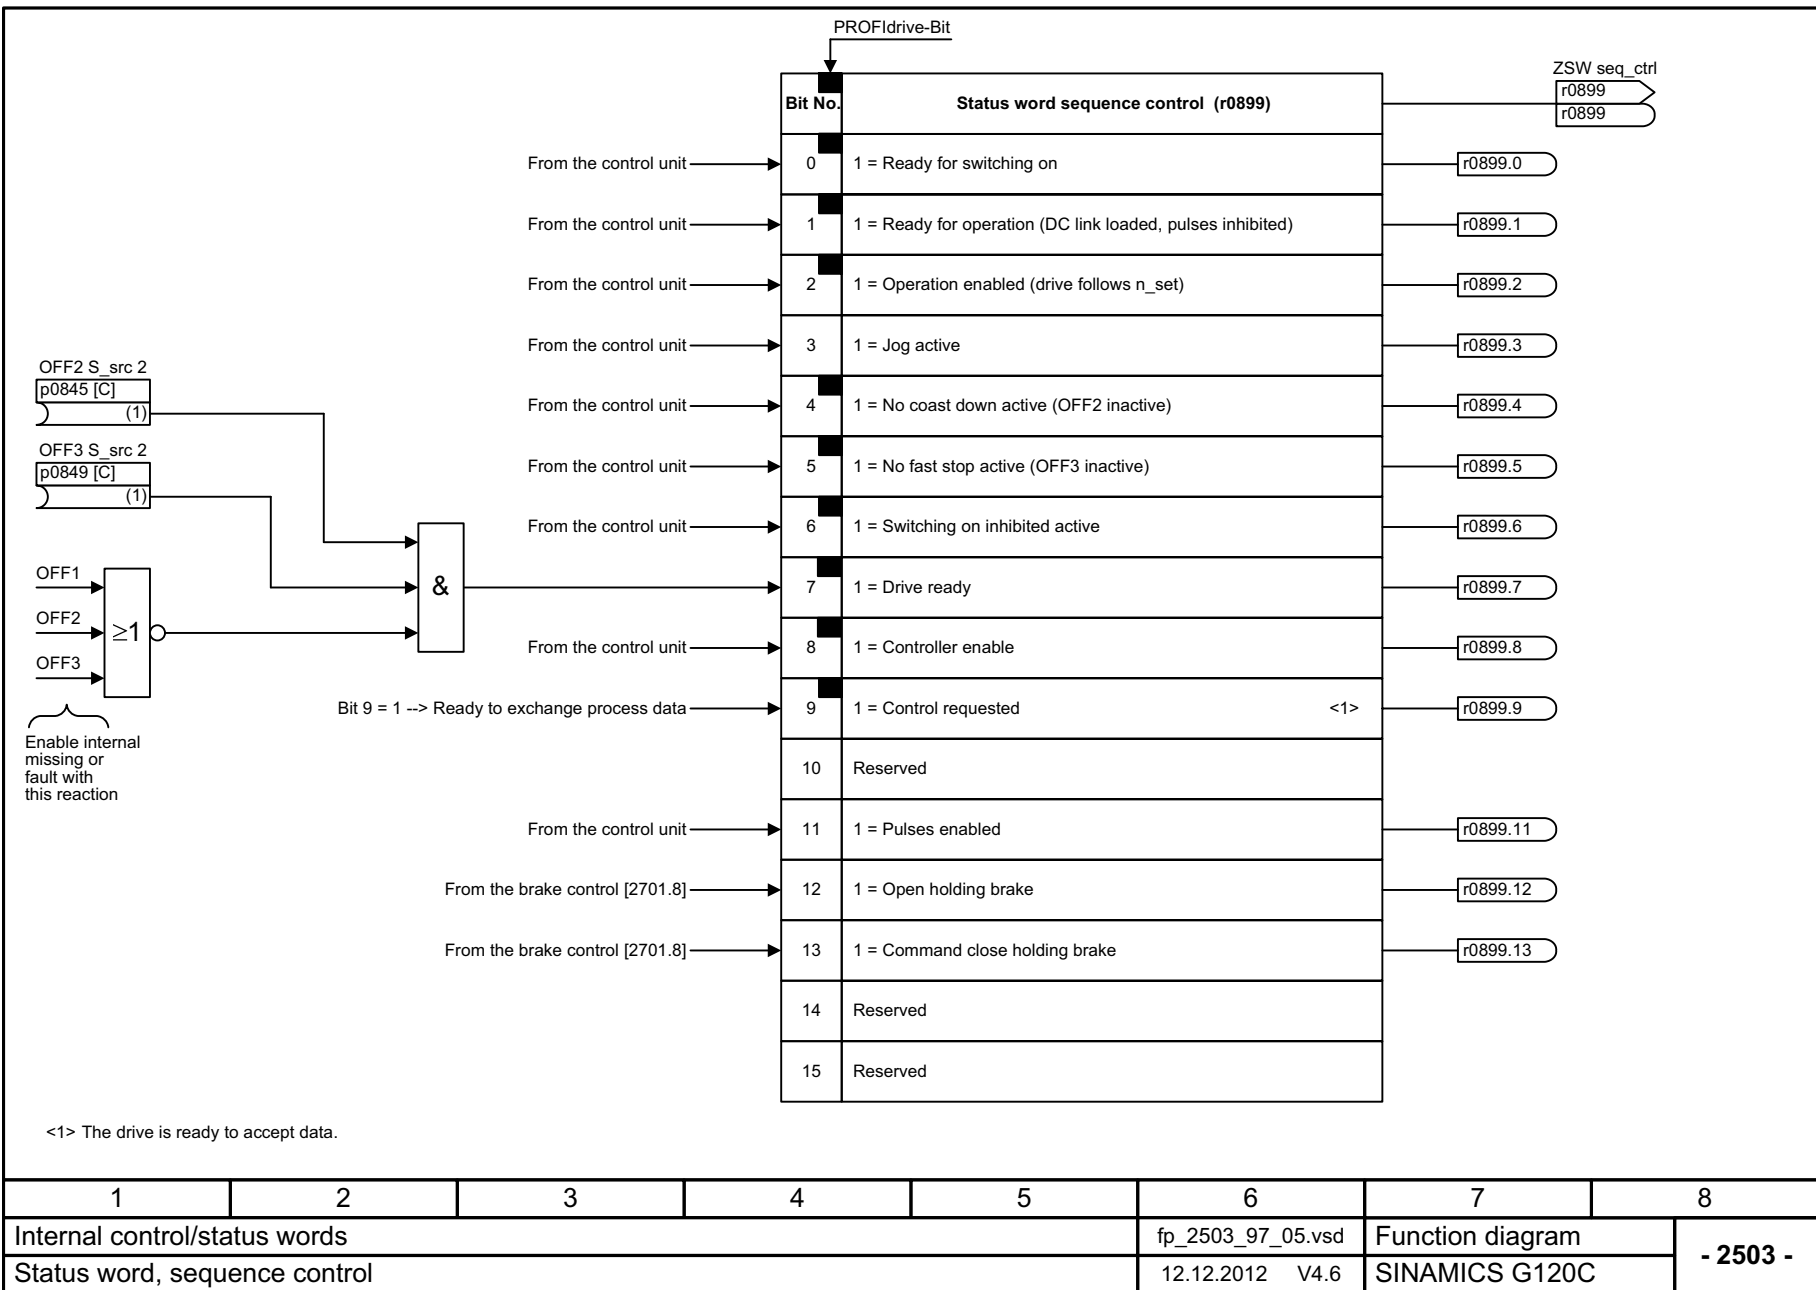 PROFIdrive-Bit
ZSW seq_ctrl
r0899
r0899
Bit No. Status word sequence control (r0899)
From the control unit 0 1 = Ready for switching on r0899.0
From the control unit 1 1 = Ready for operation (DC link loaded, pulses inhibited) r0899.1
From the control unit 2 1 = Operation enabled (drive follows n_set) r0899.2
From the control unit 3 1 = Jog active r0899.3
OFF2 S_src 2
p0845 [C]
(1)
From the control unit 4 1 = No coast down active (OFF2 inactive) r0899.4
OFF3 S_src 2
p0849 [C]
(1)
From the control unit 5 1 = No fast stop active (OFF3 inactive) r0899.5
From the control unit 6 1 = Switching on inhibited active r0899.6
OFF1
OFF2
OFF3
≥1
&
7 1 = Drive ready r0899.7
From the control unit 8 1 = Controller enable r0899.8
Enable internal
missing or
fault with
this reaction
Bit 9 = 1 --> Ready to exchange process data 9 1 = Control requested <1> r0899.9
10 Reserved
From the control unit 11 1 = Pulses enabled r0899.11
From the brake control [2701.8] 12 1 = Open holding brake r0899.12
From the brake control [2701.8] 13 1 = Command close holding brake r0899.13
14 Reserved
15 Reserved
<1> The drive is ready to accept data.
1 2 3 4 5 6 7 8
Internal control/status words fp_2503_97_05.vsd Function diagram
- 2503 -
Status word, sequence control 12.12.2012 V4.6 SINAMICS G120C